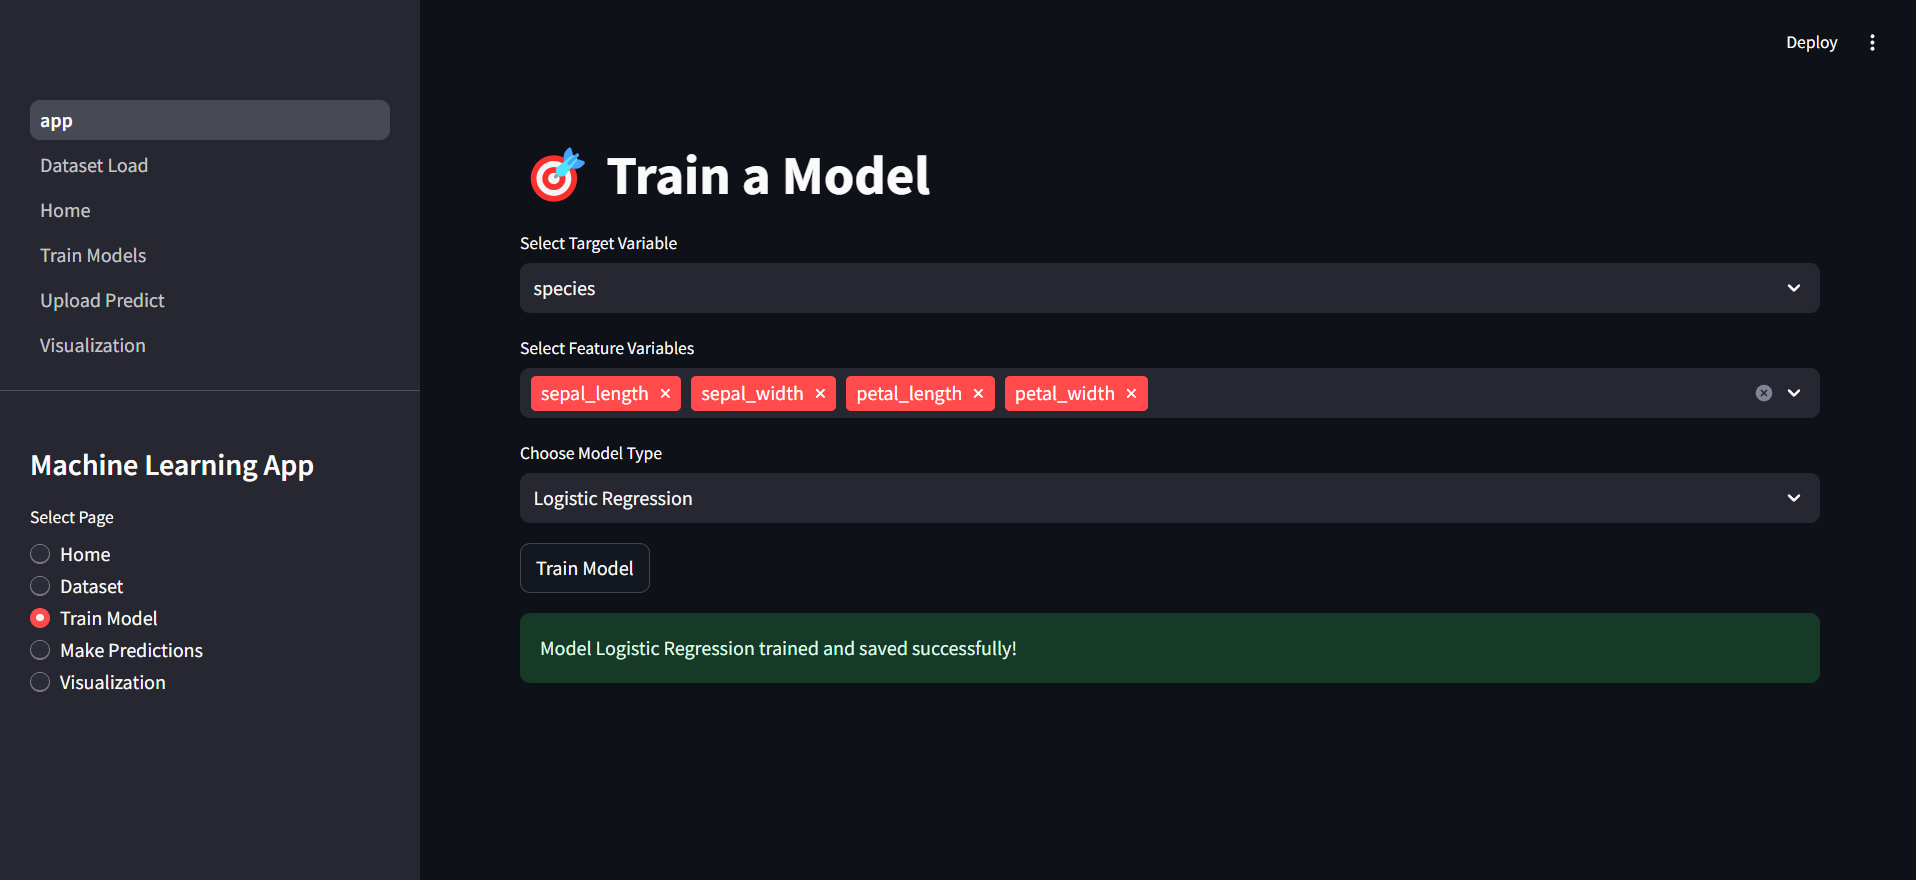 Deploy
app
Dataset Load
Home
Train Models
Upload Predict
Visualization
Machine Learning App
Select Page
Home
Dataset
Train Model
Make Predictions
Visualization
Train a Model
Select Target Variable
species
Select Feature Variables
sepal_length sepal_width petal_length petal_width
Choose Model Type
Logistic Regression
Train Model
Model Logistic Regression trained and saved successfully!